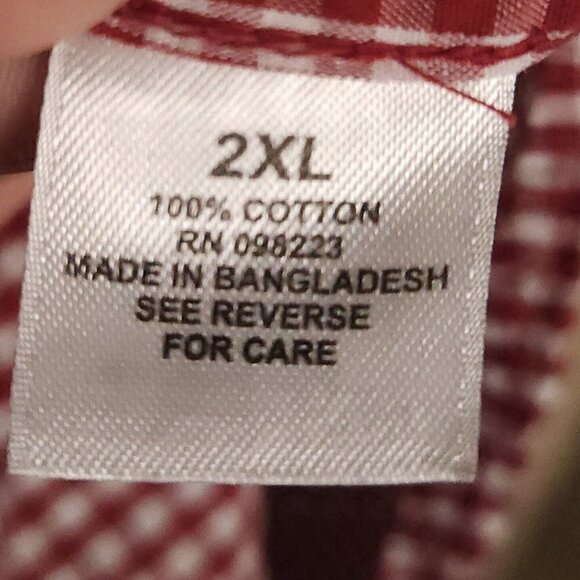 2XL
100% COTTON
RN 098223
MADE IN BANGLADESH
SEE REVERSE
FOR CARE